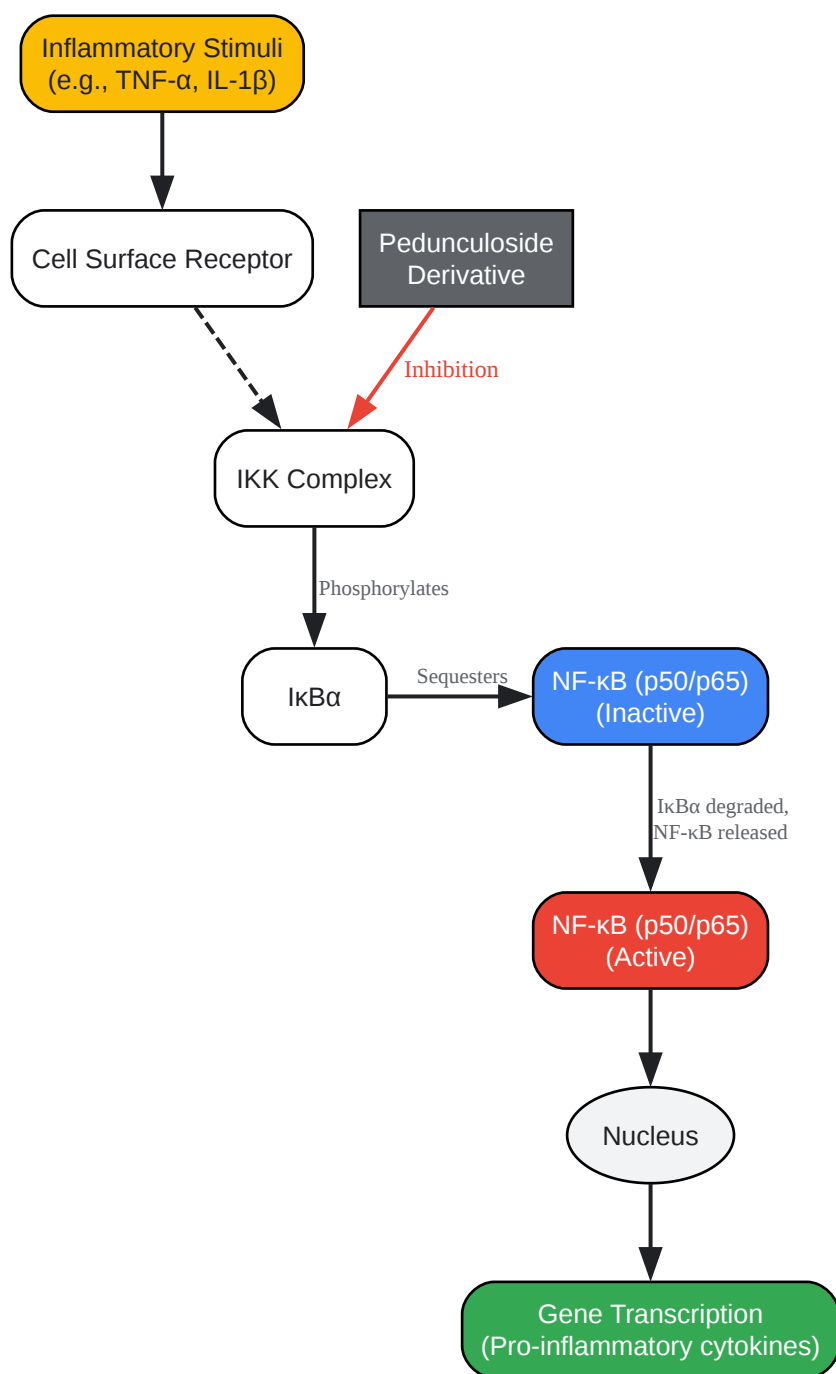 Inflammatory Stimuli
(e.g., TNF-α, IL-1β)
Cell Surface Receptor
Pedunculoside
Derivative
Inhibition
IKK Complex
Phosphorylates
IκBα
Sequesters
NF-κB (p50/p65)
(Inactive)
IκBα degraded,
NF-κB released
NF-κB (p50/p65)
(Active)
Nucleus
Gene Transcription
(Pro-inflammatory cytokines)